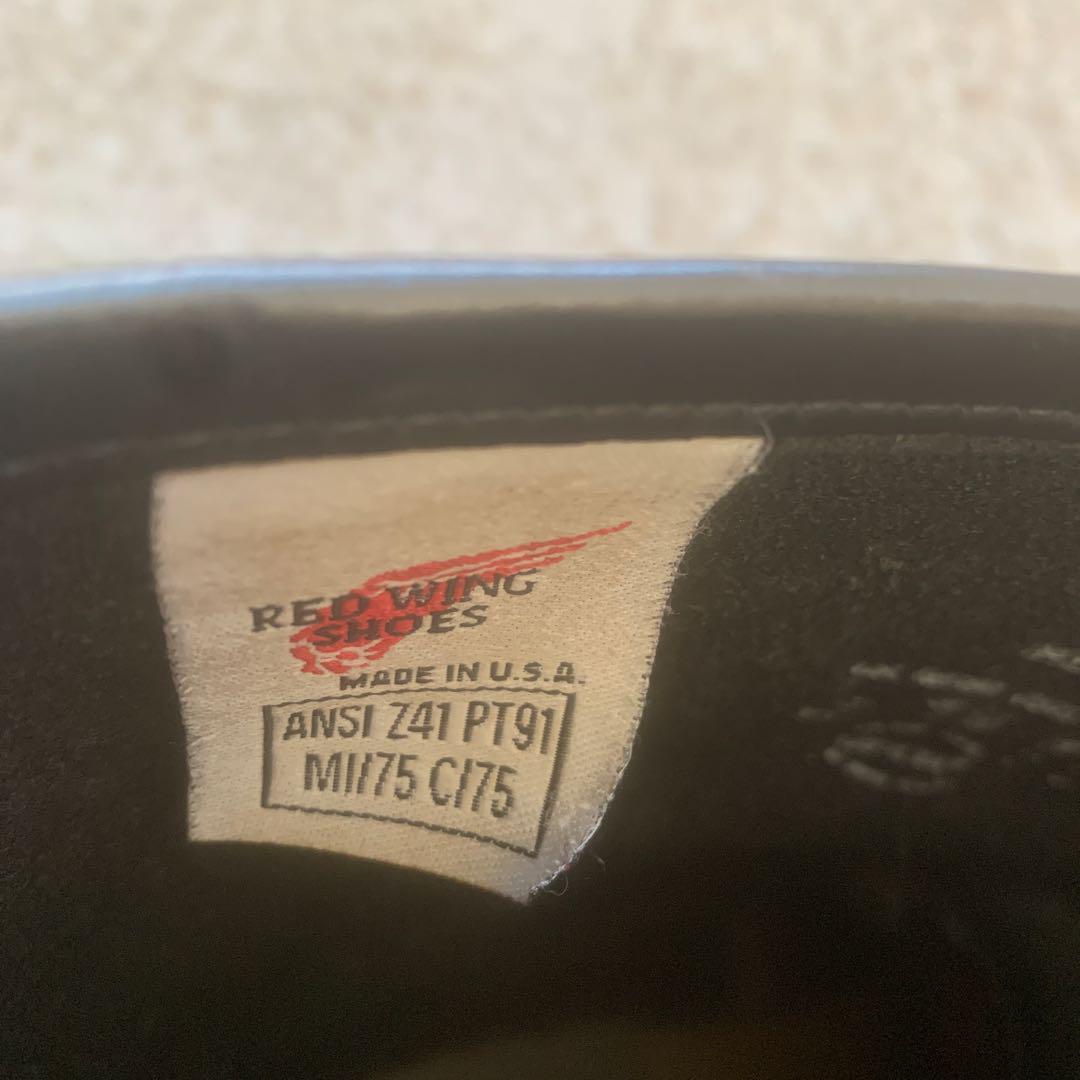 RED WING
SHOES
MADE IN U.S.A.
ANSI Z41 PT91
MI/75 C/75